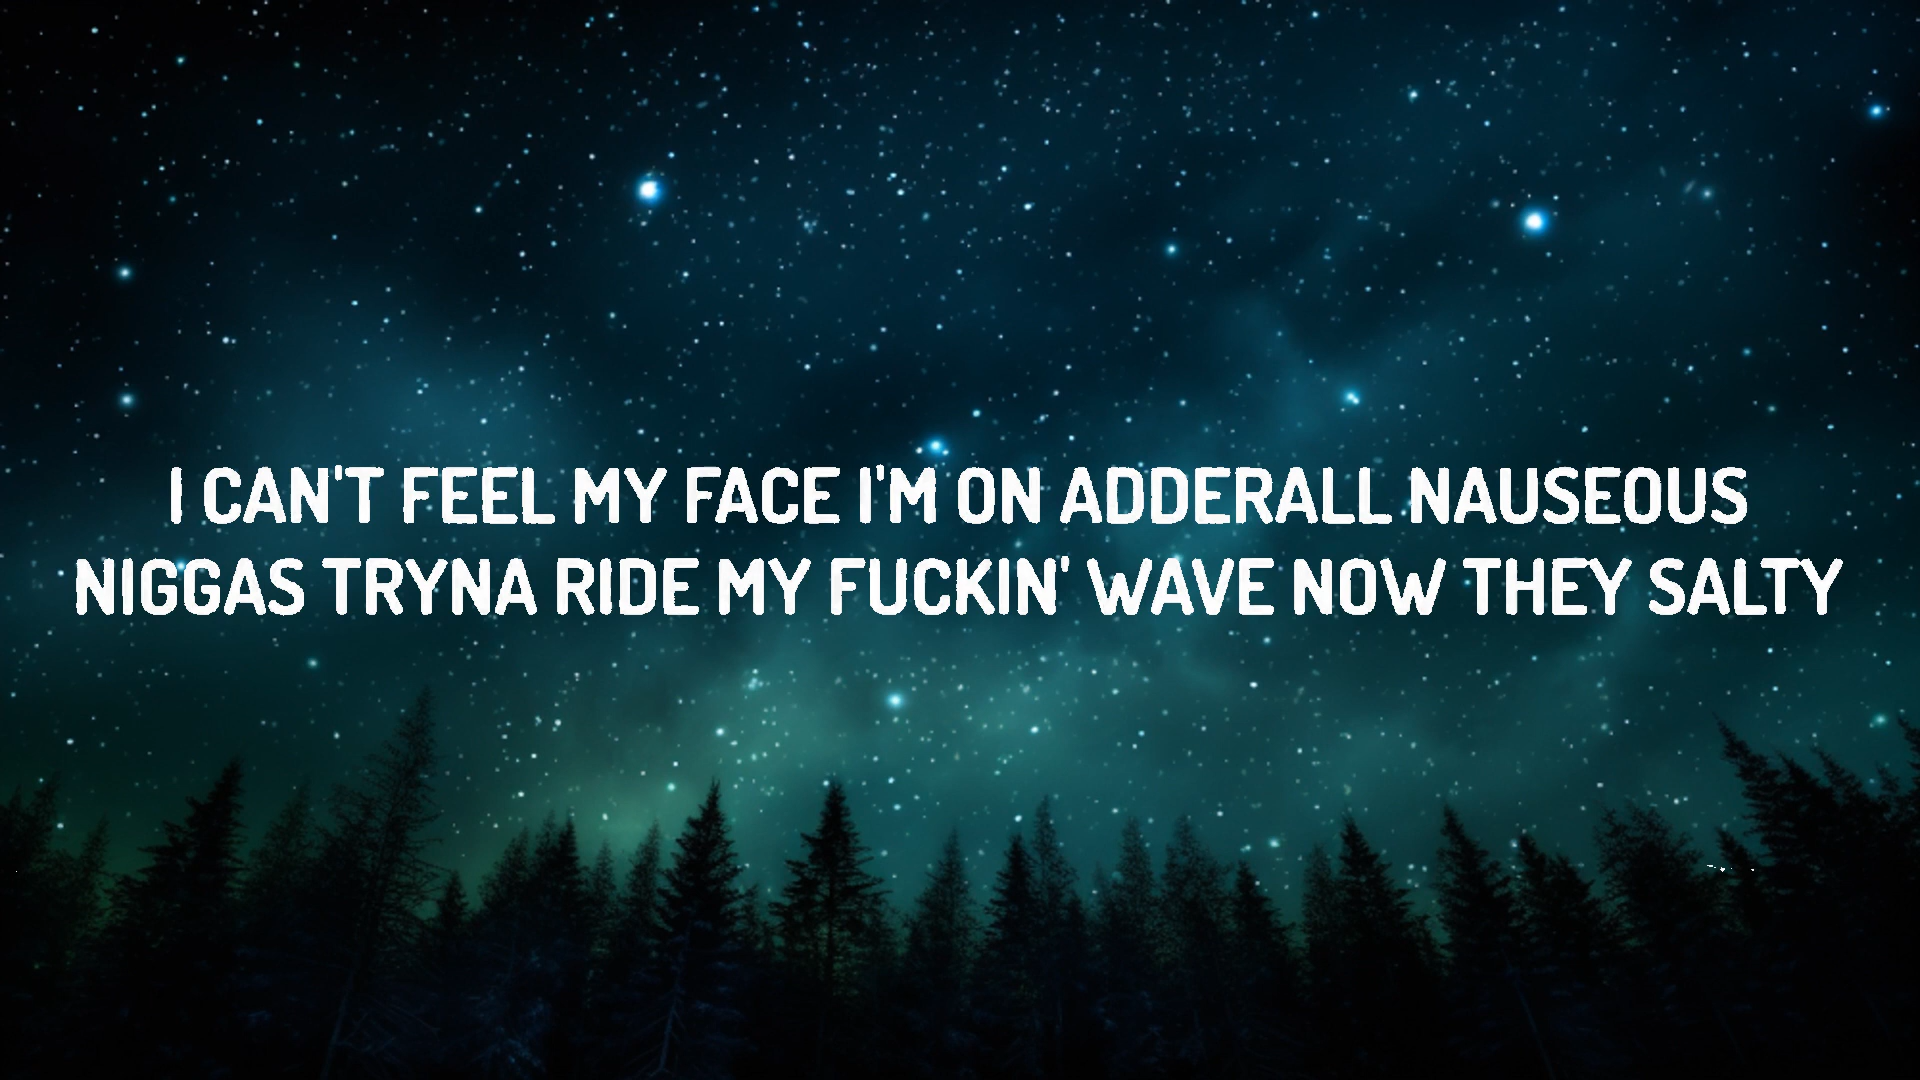 I CAN'T FEEL MY FACE I'M ON ADDERALL NAUSEOUS
NIGGAS TRYNA RIDE MY FUCKIN' WAVE NOW THEY SALTY